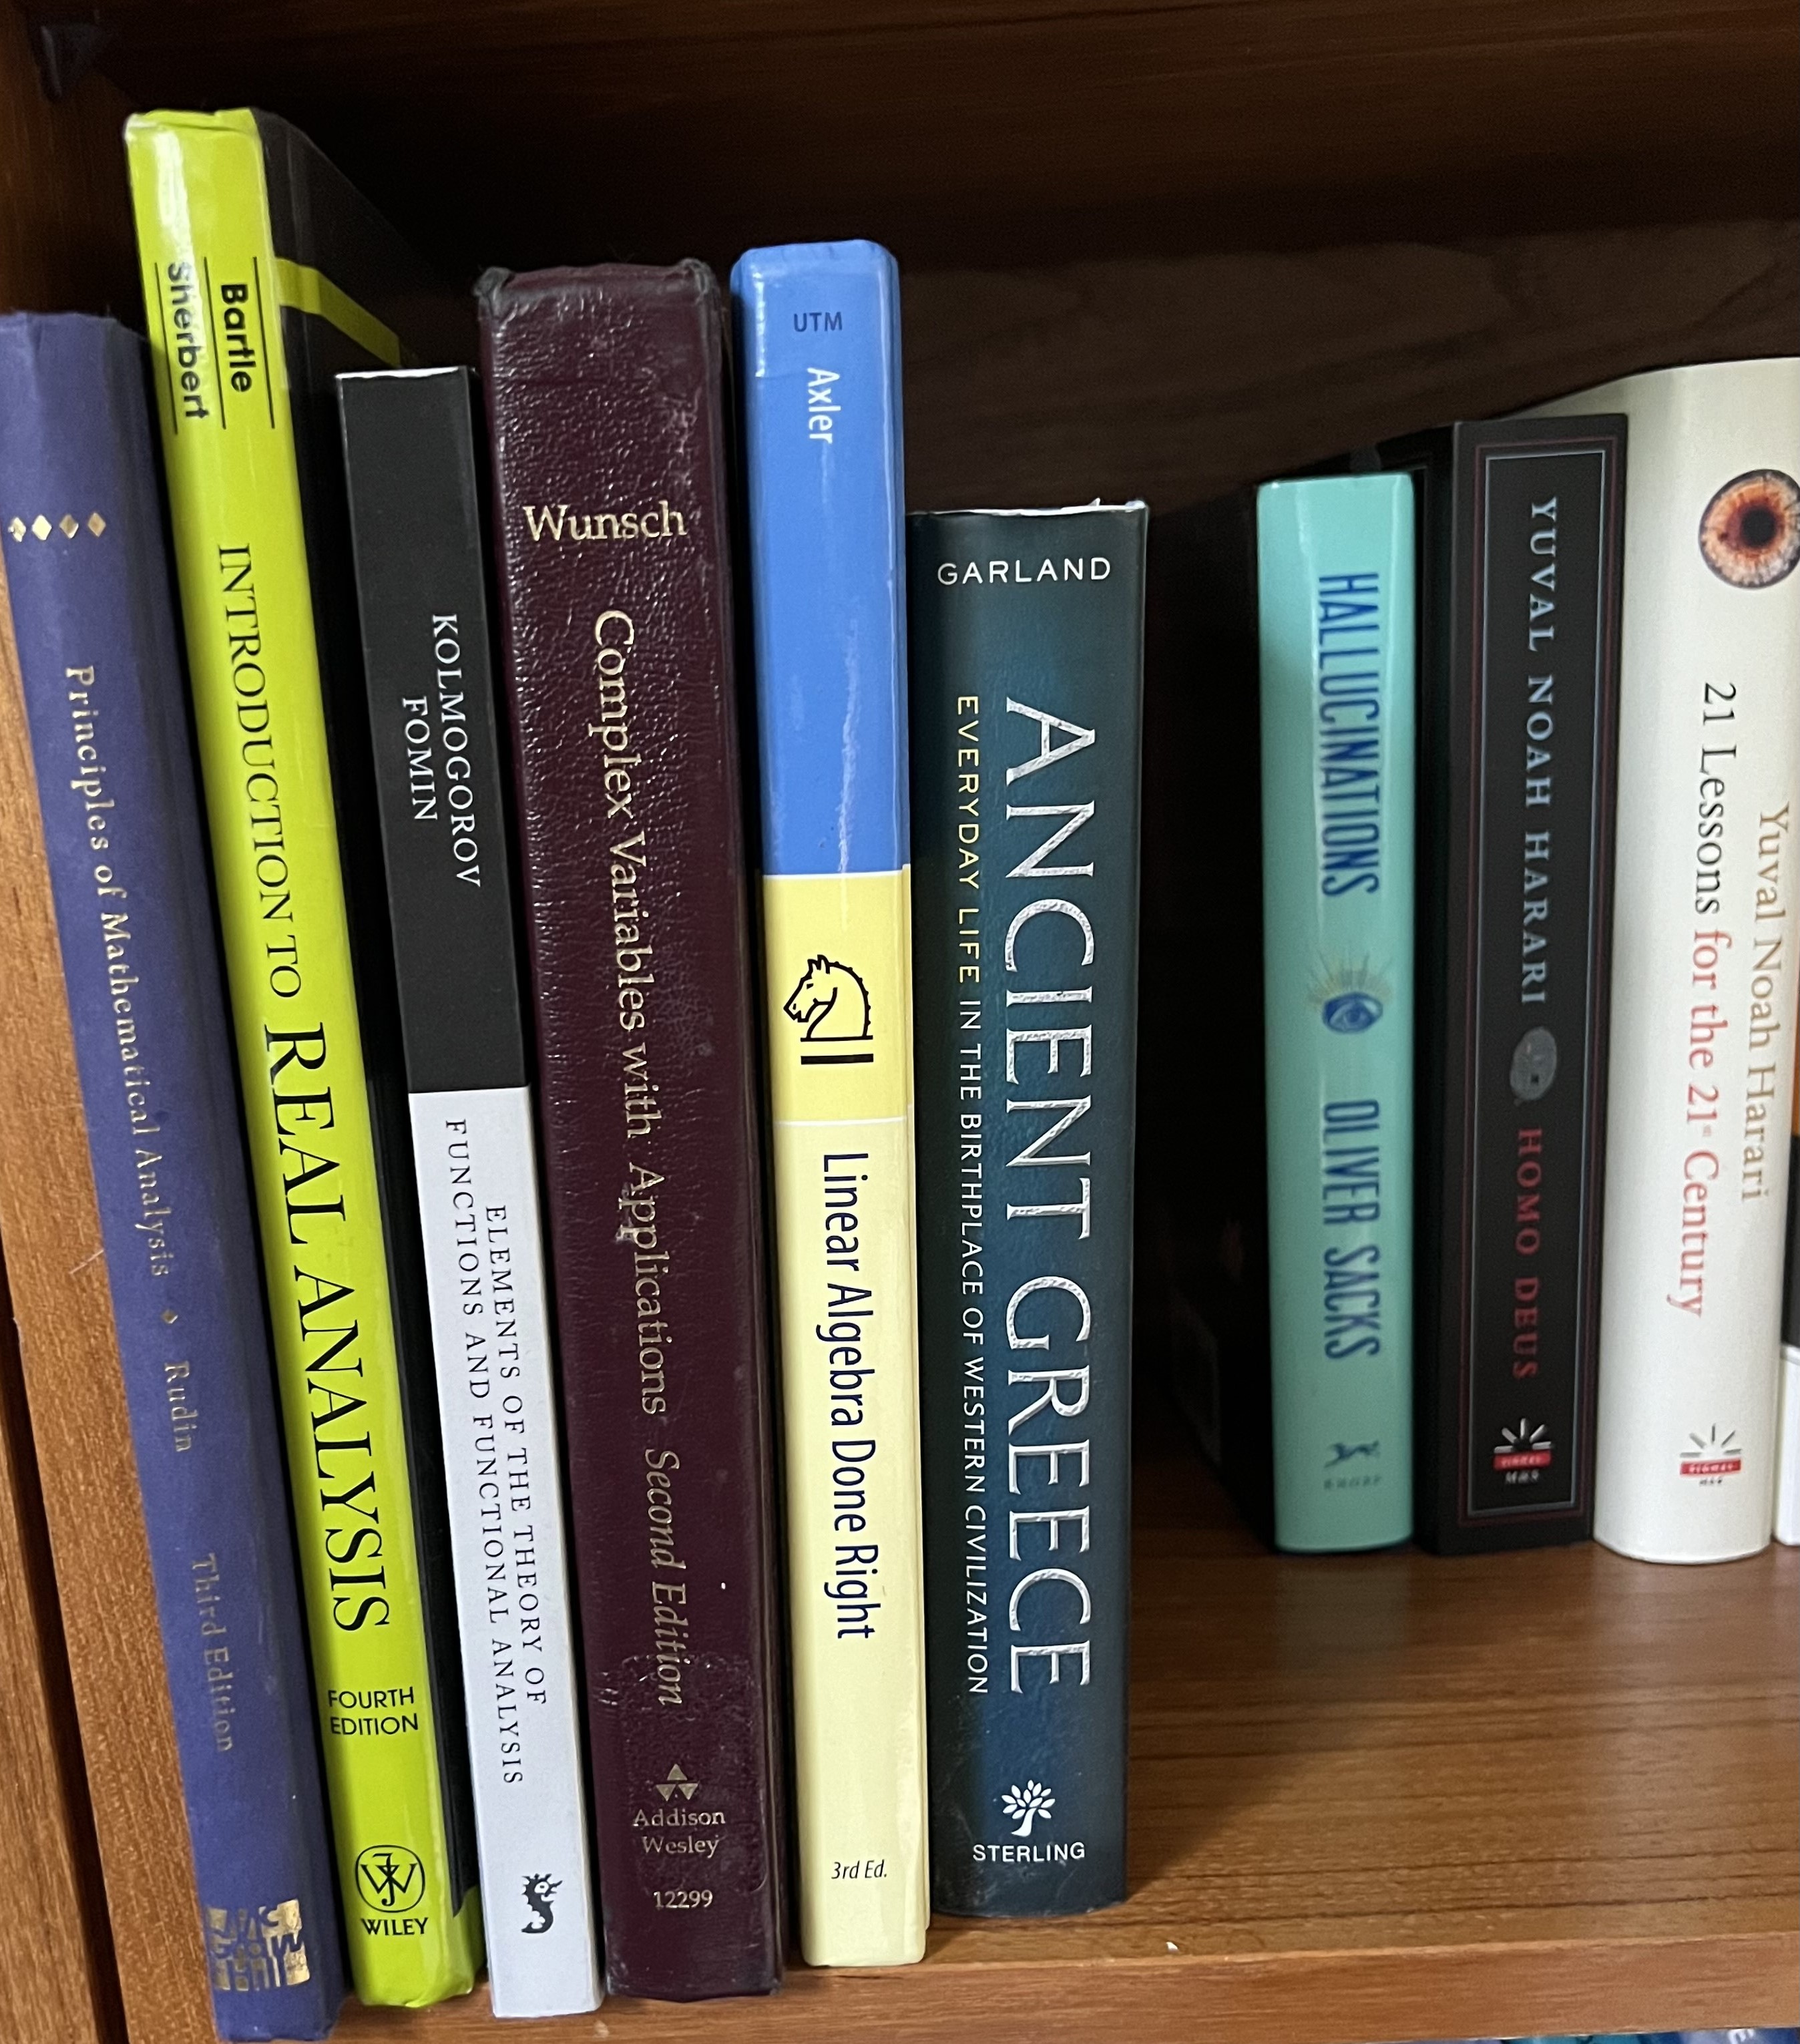 Principles of Mathematical Analysis
Rudin
Third Edition
Bartle
Sherbert
INTRODUCTION TO REAL ANALYSIS
FOURTH
EDITION
WILEY
KOLMOGOROV
FOMIN
ELEMENTS OF THE THEORY OF
FUNCTIONS AND FUNCTIONAL ANALYSIS
Wunsch
Complex Variables with Applications Second Edition
Addison
Wesley
12299
UTM
Axler
Linear Algebra Done Right
3rd Ed.
GARLAND
ANCIENT GREECE
EVERYDAY LIFE IN THE BIRTHPLACE OF WESTERN CIVILIZATION
STERLING
HALLUCINATIONS
OLIVER SACKS
KNOPF
YUVAL NOAH HARARI
HOMO DEUS
Yuval Noah Harari
21 Lessons for the 21st Century